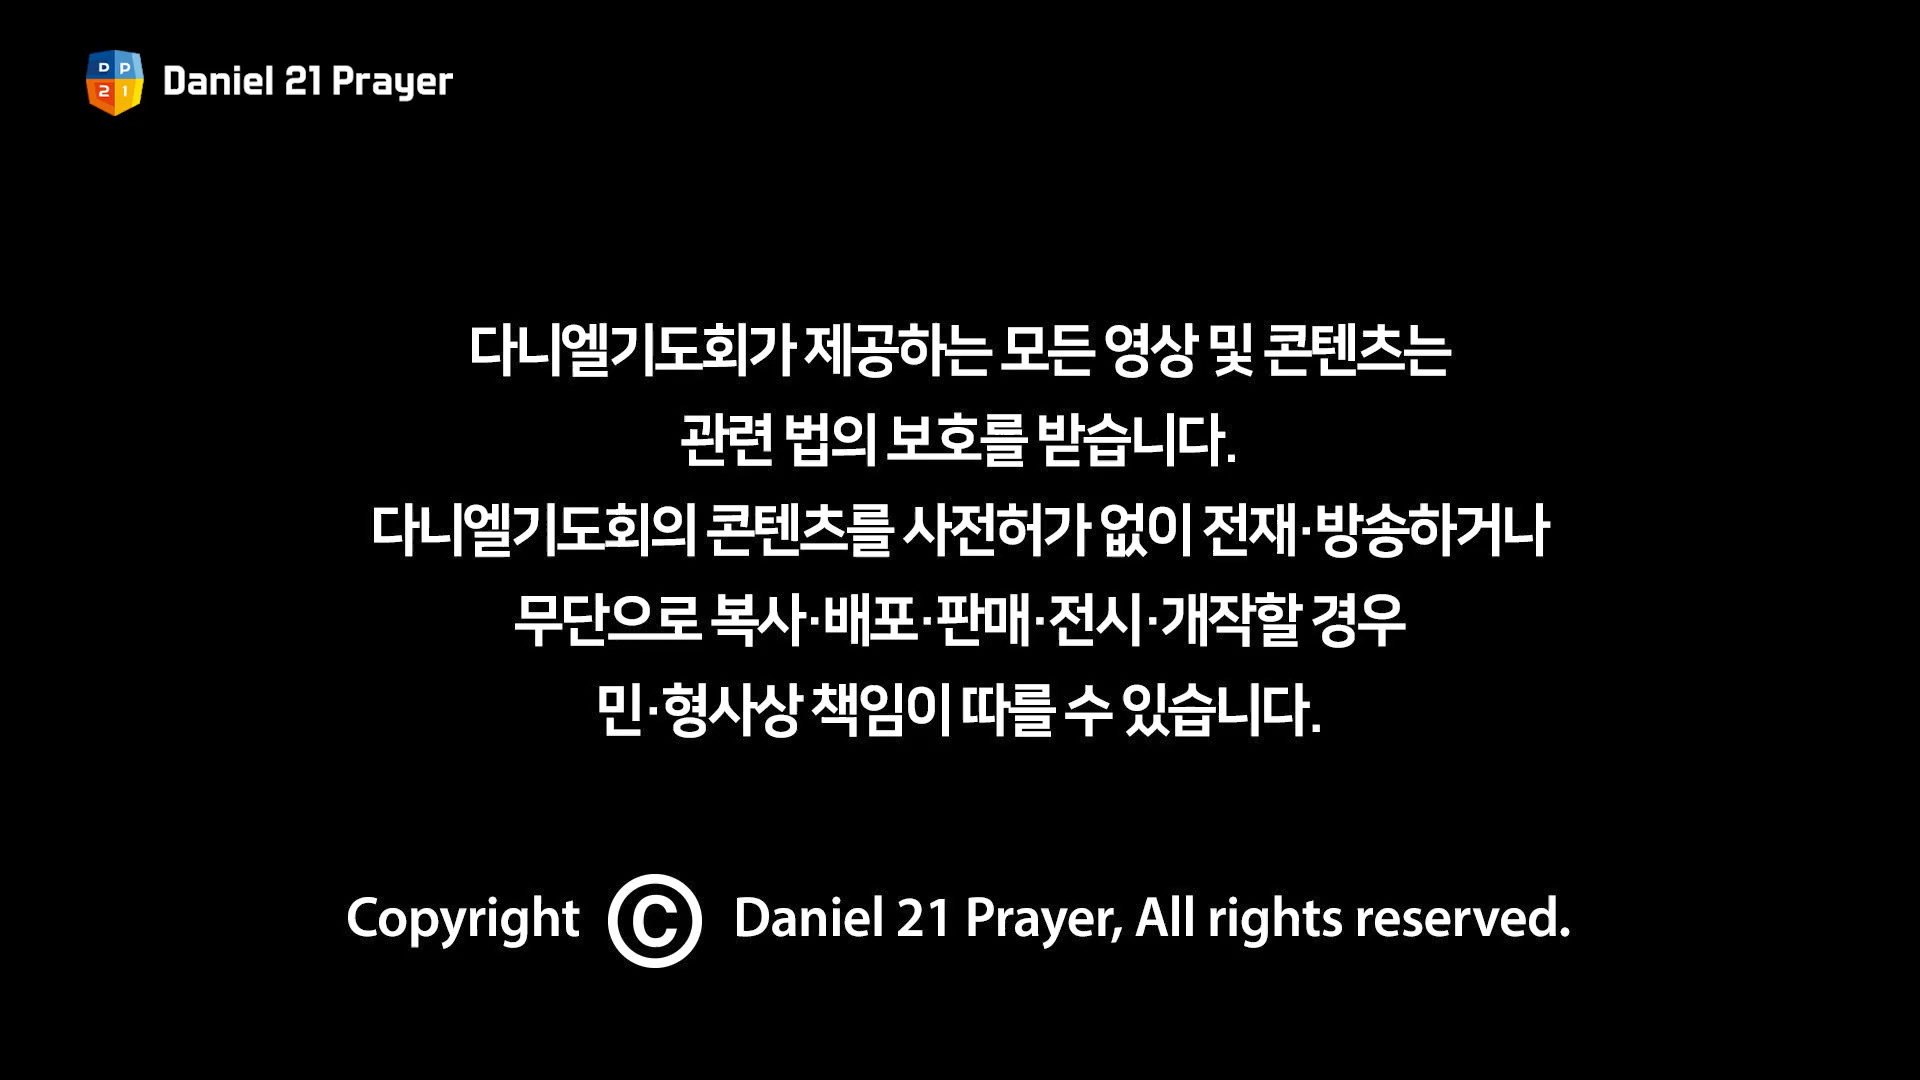 DP
21
Daniel 21 Prayer
다니엘기도회가 제공하는 모든 영상 및 콘텐츠는
관련 법의 보호를 받습니다.
다니엘기도회의 콘텐츠를 사전허가 없이 전재·방송하거나
무단으로 복사·배포·판매·전시·개작할 경우
민·형사상 책임이 따를 수 있습니다.
Copyright © Daniel 21 Prayer, All rights reserved.